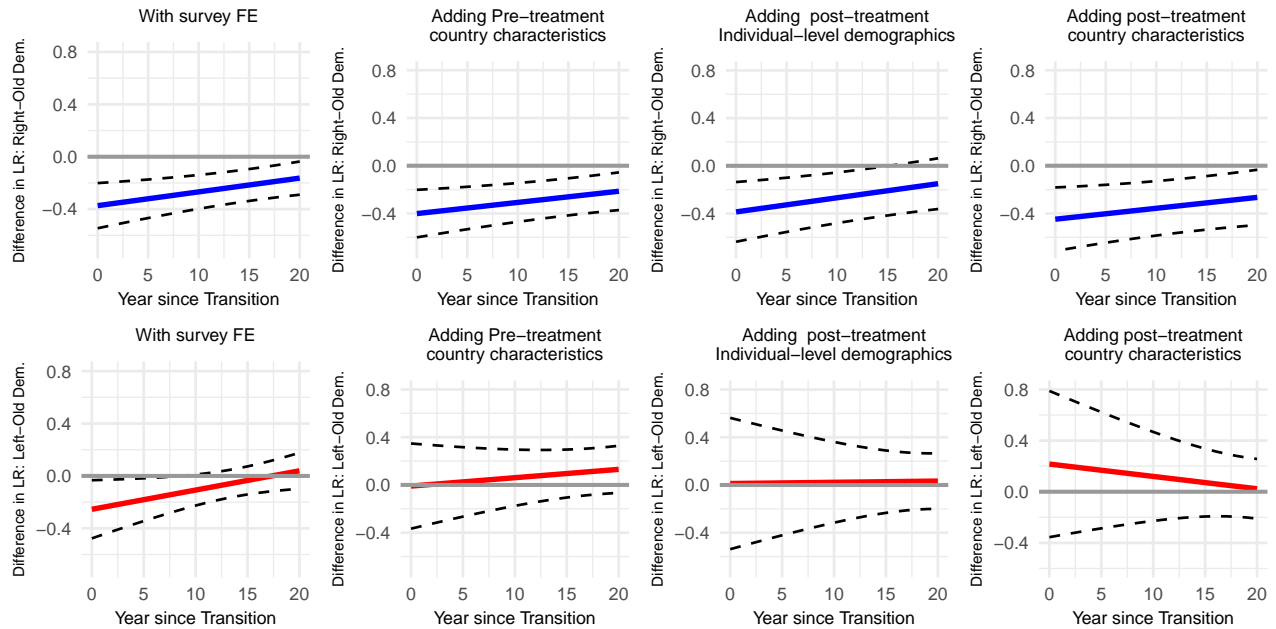 With survey FE
Difference in LR: Right−Old Dem.
0.8
0.4
0.0
−0.4
0 5 10 15 20
Year since Transition
Adding Pre−treatment
country characteristics
Difference in LR: Right−Old Dem.
0.8
0.4
0.0
−0.4
0 5 10 15 20
Year since Transition
Adding  post−treatment
Individual−level demographics
Difference in LR: Right−Old Dem.
0.8
0.4
0.0
−0.4
0 5 10 15 20
Year since Transition
Adding post−treatment
country characteristics
Difference in LR: Right−Old Dem.
0.8
0.4
0.0
−0.4
0 5 10 15 20
Year since Transition
With survey FE
Difference in LR: Left−Old Dem.
0.8
0.4
0.0
−0.4
0 5 10 15 20
Year since Transition
Adding Pre−treatment
country characteristics
Difference in LR: Left−Old Dem.
0.8
0.4
0.0
−0.4
0 5 10 15 20
Year since Transition
Adding  post−treatment
Individual−level demographics
Difference in LR: Left−Old Dem.
0.8
0.4
0.0
−0.4
0 5 10 15 20
Year since Transition
Adding post−treatment
country characteristics
Difference in LR: Left−Old Dem.
0.8
0.4
0.0
−0.4
0 5 10 15 20
Year since Transition